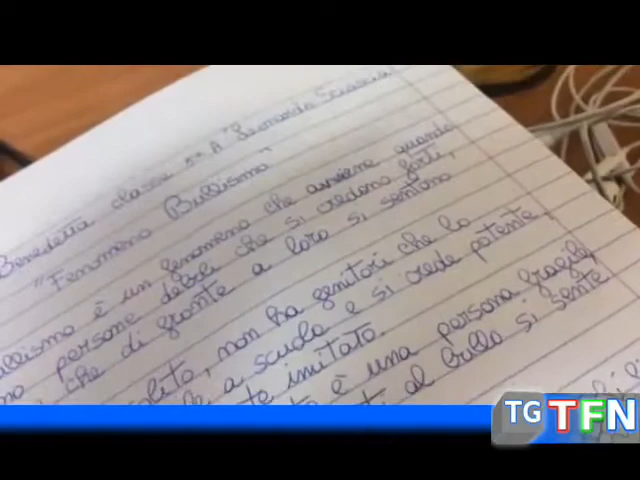 Benedetta classe 5a A "Leonardo Sciascia"
"Fenomeno Bullismo"
bullismo è un fenomeno che avviene quando
persone deboli che si credono forti,
che di fronte a loro si sentono
solito, non ha genitori che lo
a scuola e si crede potente
imitato.
è una persona fragile,
al bullo si sente
TG TFN